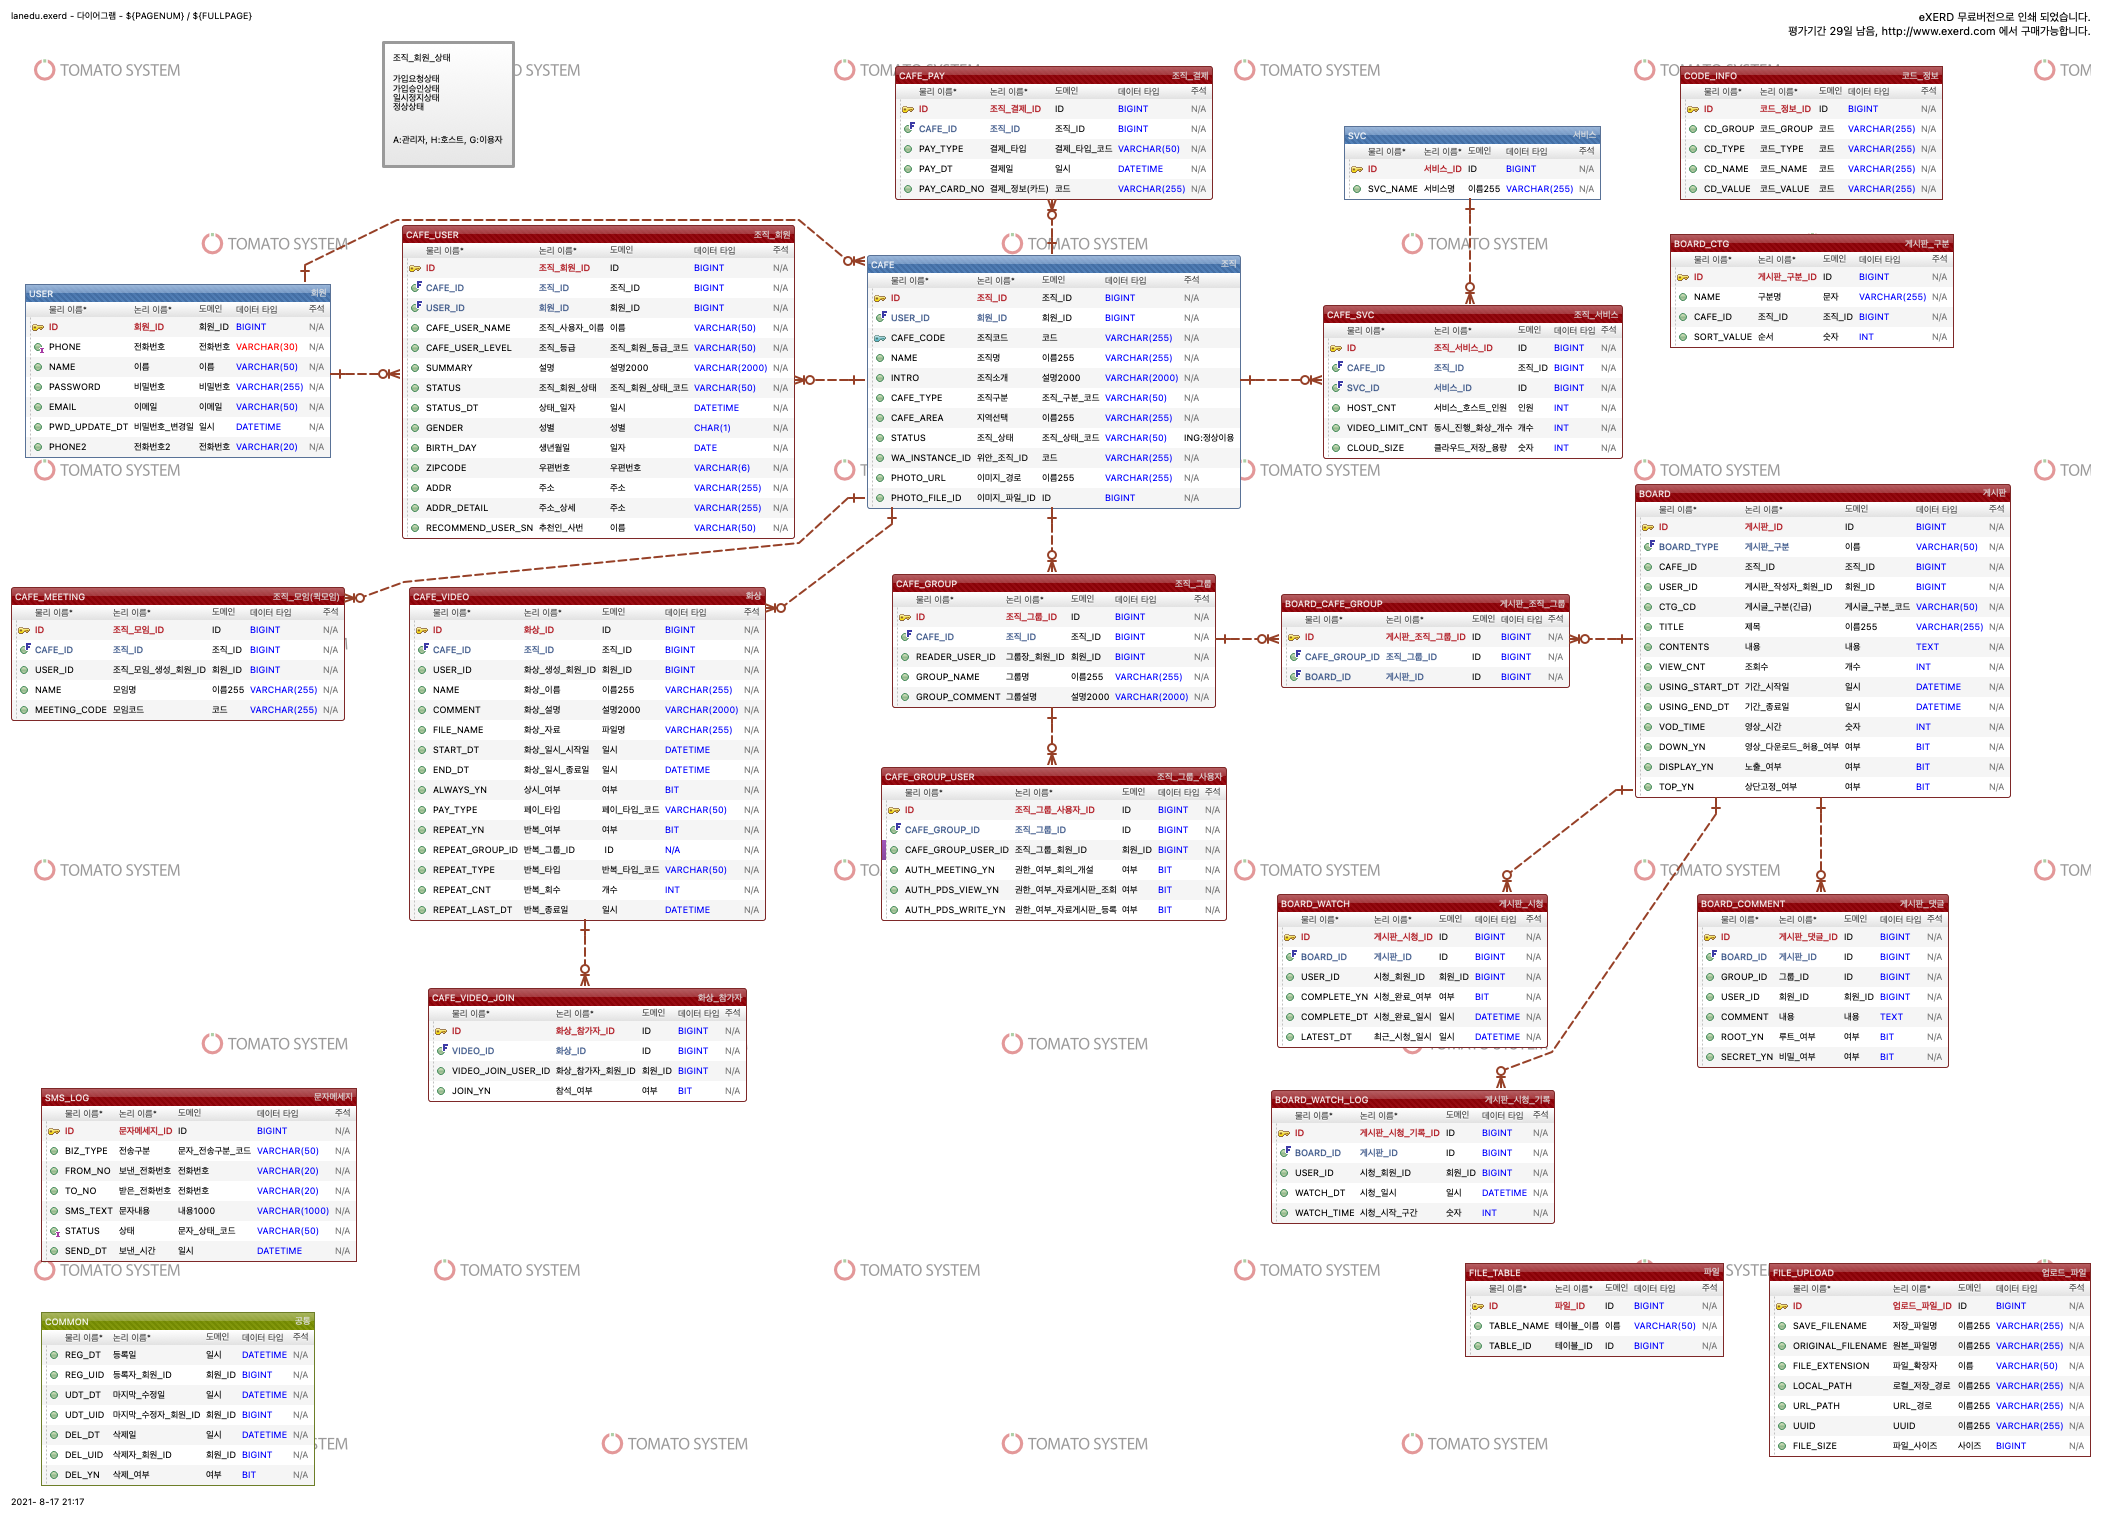 lanedu.exerd - 다이어그램 - ${PAGENUM} / ${FULLPAGE}
eXERD 무료버전으로 인쇄 되었습니다.
평가기간 29일 남음, http://www.exerd.com 에서 구매가능합니다.
조직_회원_상태
가입요청상태
가입승인상태
일시정지상태
정상상태
A:관리자, H:호스트, G:이용자
CAFE_PAY 조직_결제
물리 이름* 논리 이름* 도메인 데이터 타입 주석
ID 조직_결제_ID ID BIGINT N/A
CAFE_ID 조직_ID 조직_ID BIGINT N/A
PAY_TYPE 결제_타입 결제_타입_코드 VARCHAR(50) N/A
PAY_DT 결제일 일시 DATETIME N/A
PAY_CARD_NO 결제_정보(카드) 코드 VARCHAR(255) N/A
SVC 서비스
물리 이름* 논리 이름* 도메인 데이터 타입 주석
ID 서비스_ID ID BIGINT N/A
SVC_NAME 서비스명 이름255 VARCHAR(255) N/A
CODE_INFO 코드_정보
물리 이름* 논리 이름* 도메인 데이터 타입 주석
ID 코드_정보_ID ID BIGINT N/A
CD_GROUP 코드_GROUP 코드 VARCHAR(255) N/A
CD_TYPE 코드_TYPE 코드 VARCHAR(255) N/A
CD_NAME 코드_NAME 코드 VARCHAR(255) N/A
CD_VALUE 코드_VALUE 코드 VARCHAR(255) N/A
BOARD_CTG 게시판_구분
물리 이름* 논리 이름* 도메인 데이터 타입 주석
ID 게시판_구분_ID ID BIGINT N/A
NAME 구분명 문자 VARCHAR(255) N/A
CAFE_ID 조직_ID 조직_ID BIGINT N/A
SORT_VALUE 순서 숫자 INT N/A
USER 회원
물리 이름* 논리 이름* 도메인 데이터 타입 주석
ID 회원_ID 회원_ID BIGINT N/A
PHONE 전화번호 전화번호 VARCHAR(30) N/A
NAME 이름 이름 VARCHAR(50) N/A
PASSWORD 비밀번호 비밀번호 VARCHAR(255) N/A
EMAIL 이메일 이메일 VARCHAR(50) N/A
PWD_UPDATE_DT 비밀번호_변경일 일시 DATETIME N/A
PHONE2 전화번호2 전화번호 VARCHAR(20) N/A
CAFE_USER 조직_회원
물리 이름* 논리 이름* 도메인 데이터 타입 주석
ID 조직_회원_ID ID BIGINT N/A
CAFE_ID 조직_ID 조직_ID BIGINT N/A
USER_ID 회원_ID 회원_ID BIGINT N/A
CAFE_USER_NAME 조직_사용자_이름 이름 VARCHAR(50) N/A
CAFE_USER_LEVEL 조직_등급 조직_회원_등급_코드 VARCHAR(50) N/A
SUMMARY 설명 설명2000 VARCHAR(2000) N/A
STATUS 조직_회원_상태 조직_회원_상태_코드 VARCHAR(50) N/A
STATUS_DT 상태_일자 일시 DATETIME N/A
GENDER 성별 성별 CHAR(1) N/A
BIRTH_DAY 생년월일 일자 DATE N/A
ZIPCODE 우편번호 우편번호 VARCHAR(6) N/A
ADDR 주소 주소 VARCHAR(255) N/A
ADDR_DETAIL 주소_상세 주소 VARCHAR(255) N/A
RECOMMEND_USER_SN 추천인_사번 이름 VARCHAR(50) N/A
CAFE 조직
물리 이름* 논리 이름* 도메인 데이터 타입 주석
ID 조직_ID 조직_ID BIGINT N/A
USER_ID 회원_ID 회원_ID BIGINT N/A
CAFE_CODE 조직코드 코드 VARCHAR(255) N/A
NAME 조직명 이름255 VARCHAR(255) N/A
INTRO 조직소개 설명2000 VARCHAR(2000) N/A
CAFE_TYPE 조직구분 조직_구분_코드 VARCHAR(50) N/A
CAFE_AREA 지역선택 이름255 VARCHAR(255) N/A
STATUS 조직_상태 조직_상태_코드 VARCHAR(50) ING:정상이용
WA_INSTANCE_ID 위안_조직_ID 코드 VARCHAR(255) N/A
PHOTO_URL 이미지_경로 이름255 VARCHAR(255) N/A
PHOTO_FILE_ID 이미지_파일_ID ID BIGINT N/A
CAFE_SVC 조직_서비스
물리 이름* 논리 이름* 도메인 데이터 타입 주석
ID 조직_서비스_ID ID BIGINT N/A
CAFE_ID 조직_ID 조직_ID BIGINT N/A
SVC_ID 서비스_ID ID BIGINT N/A
HOST_CNT 서비스_호스트_인원 인원 INT N/A
VIDEO_LIMIT_CNT 동시_진행_화상_개수 개수 INT N/A
CLOUD_SIZE 클라우드_저장_용량 숫자 INT N/A
BOARD 게시판
물리 이름* 논리 이름* 도메인 데이터 타입 주석
ID 게시판_ID ID BIGINT N/A
BOARD_TYPE 게시판_구분 이름 VARCHAR(50) N/A
CAFE_ID 조직_ID 조직_ID BIGINT N/A
USER_ID 게시판_작성자_회원_ID 회원_ID BIGINT N/A
CTG_CD 게시글_구분(긴급) 게시글_구분_코드 VARCHAR(50) N/A
TITLE 제목 이름255 VARCHAR(255) N/A
CONTENTS 내용 내용 TEXT N/A
VIEW_CNT 조회수 개수 INT N/A
USING_START_DT 기간_시작일 일시 DATETIME N/A
USING_END_DT 기간_종료일 일시 DATETIME N/A
VOD_TIME 영상_시간 숫자 INT N/A
DOWN_YN 영상_다운로드_허용_여부 여부 BIT N/A
DISPLAY_YN 노출_여부 여부 BIT N/A
TOP_YN 상단고정_여부 여부 BIT N/A
CAFE_MEETING 조직_모임(퀵모임)
물리 이름* 논리 이름* 도메인 데이터 타입 주석
ID 조직_모임_ID ID BIGINT N/A
CAFE_ID 조직_ID 조직_ID BIGINT N/A
USER_ID 조직_모임_생성_회원_ID 회원_ID BIGINT N/A
NAME 모임명 이름255 VARCHAR(255) N/A
MEETING_CODE 모임코드 코드 VARCHAR(255) N/A
CAFE_VIDEO 화상
물리 이름* 논리 이름* 도메인 데이터 타입 주석
ID 화상_ID ID BIGINT N/A
CAFE_ID 조직_ID 조직_ID BIGINT N/A
USER_ID 화상_생성_회원_ID 회원_ID BIGINT N/A
NAME 화상_이름 이름255 VARCHAR(255) N/A
COMMENT 화상_설명 설명2000 VARCHAR(2000) N/A
FILE_NAME 화상_자료 파일명 VARCHAR(255) N/A
START_DT 화상_일시_시작일 일시 DATETIME N/A
END_DT 화상_일시_종료일 일시 DATETIME N/A
ALWAYS_YN 상시_여부 여부 BIT N/A
PAY_TYPE 페이_타입 페이_타입_코드 VARCHAR(50) N/A
REPEAT_YN 반복_여부 여부 BIT N/A
REPEAT_GROUP_ID 반복_그룹_ID ID N/A N/A
REPEAT_TYPE 반복_타입 반복_타입_코드 VARCHAR(50) N/A
REPEAT_CNT 반복_회수 개수 INT N/A
REPEAT_LAST_DT 반복_종료일 일시 DATETIME N/A
CAFE_GROUP 조직_그룹
물리 이름* 논리 이름* 도메인 데이터 타입 주석
ID 조직_그룹_ID ID BIGINT N/A
CAFE_ID 조직_ID 조직_ID BIGINT N/A
READER_USER_ID 그룹장_회원_ID 회원_ID BIGINT N/A
GROUP_NAME 그룹명 이름255 VARCHAR(255) N/A
GROUP_COMMENT 그룹설명 설명2000 VARCHAR(2000) N/A
BOARD_CAFE_GROUP 게시판_조직_그룹
물리 이름* 논리 이름* 도메인 데이터 타입 주석
ID 게시판_조직_그룹_ID ID BIGINT N/A
CAFE_GROUP_ID 조직_그룹_ID ID BIGINT N/A
BOARD_ID 게시판_ID ID BIGINT N/A
CAFE_GROUP_USER 조직_그룹_사용자
물리 이름* 논리 이름* 도메인 데이터 타입 주석
ID 조직_그룹_사용자_ID ID BIGINT N/A
CAFE_GROUP_ID 조직_그룹_ID ID BIGINT N/A
CAFE_GROUP_USER_ID 조직_그룹_회원_ID 회원_ID BIGINT N/A
AUTH_MEETING_YN 권한_여부_회의_개설 여부 BIT N/A
AUTH_PDS_VIEW_YN 권한_여부_자료게시판_조회 여부 BIT N/A
AUTH_PDS_WRITE_YN 권한_여부_자료게시판_등록 여부 BIT N/A
BOARD_WATCH 게시판_시청
물리 이름* 논리 이름* 도메인 데이터 타입 주석
ID 게시판_시청_ID ID BIGINT N/A
BOARD_ID 게시판_ID ID BIGINT N/A
USER_ID 시청_회원_ID 회원_ID BIGINT N/A
COMPLETE_YN 시청_완료_여부 여부 BIT N/A
COMPLETE_DT 시청_완료_일시 일시 DATETIME N/A
LATEST_DT 최근_시청_일시 일시 DATETIME N/A
BOARD_COMMENT 게시판_댓글
물리 이름* 논리 이름* 도메인 데이터 타입 주석
ID 게시판_댓글_ID ID BIGINT N/A
BOARD_ID 게시판_ID ID BIGINT N/A
GROUP_ID 그룹_ID ID BIGINT N/A
USER_ID 회원_ID 회원_ID BIGINT N/A
COMMENT 내용 내용 TEXT N/A
ROOT_YN 루트_여부 여부 BIT N/A
SECRET_YN 비밀_여부 여부 BIT N/A
CAFE_VIDEO_JOIN 화상_참가자
물리 이름* 논리 이름* 도메인 데이터 타입 주석
ID 화상_참가자_ID ID BIGINT N/A
VIDEO_ID 화상_ID ID BIGINT N/A
VIDEO_JOIN_USER_ID 화상_참가자_회원_ID 회원_ID BIGINT N/A
JOIN_YN 참석_여부 여부 BIT N/A
BOARD_WATCH_LOG 게시판_시청_기록
물리 이름* 논리 이름* 도메인 데이터 타입 주석
ID 게시판_시청_기록_ID ID BIGINT N/A
BOARD_ID 게시판_ID ID BIGINT N/A
USER_ID 시청_회원_ID 회원_ID BIGINT N/A
WATCH_DT 시청_일시 일시 DATETIME N/A
WATCH_TIME 시청_시작_구간 숫자 INT N/A
SMS_LOG 문자메세지
물리 이름* 논리 이름* 도메인 데이터 타입 주석
ID 문자메세지_ID ID BIGINT N/A
BIZ_TYPE 전송구분 문자_전송구분_코드 VARCHAR(50) N/A
FROM_NO 보낸_전화번호 전화번호 VARCHAR(20) N/A
TO_NO 받은_전화번호 전화번호 VARCHAR(20) N/A
SMS_TEXT 문자내용 내용1000 VARCHAR(1000) N/A
STATUS 상태 문자_상태_코드 VARCHAR(50) N/A
SEND_DT 보낸_시간 일시 DATETIME N/A
COMMON 공통
물리 이름* 논리 이름* 도메인 데이터 타입 주석
REG_DT 등록일 일시 DATETIME N/A
REG_UID 등록자_회원_ID 회원_ID BIGINT N/A
UDT_DT 마지막_수정일 일시 DATETIME N/A
UDT_UID 마지막_수정자_회원_ID 회원_ID BIGINT N/A
DEL_DT 삭제일 일시 DATETIME N/A
DEL_UID 삭제자_회원_ID 회원_ID BIGINT N/A
DEL_YN 삭제_여부 여부 BIT N/A
FILE_TABLE 파일
물리 이름* 논리 이름* 도메인 데이터 타입 주석
ID 파일_ID ID BIGINT N/A
TABLE_NAME 테이블_이름 이름 VARCHAR(50) N/A
TABLE_ID 테이블_ID ID BIGINT N/A
FILE_UPLOAD 업로드_파일
물리 이름* 논리 이름* 도메인 데이터 타입 주석
ID 업로드_파일_ID ID BIGINT N/A
SAVE_FILENAME 저장_파일명 이름255 VARCHAR(255) N/A
ORIGINAL_FILENAME 원본_파일명 이름255 VARCHAR(255) N/A
FILE_EXTENSION 파일_확장자 이름 VARCHAR(50) N/A
LOCAL_PATH 로컬_저장_경로 이름255 VARCHAR(255) N/A
URL_PATH URL_경로 이름255 VARCHAR(255) N/A
UUID UUID 이름255 VARCHAR(255) N/A
FILE_SIZE 파일_사이즈 사이즈 BIGINT N/A
TOMATO SYSTEM
2021- 8-17 21:17